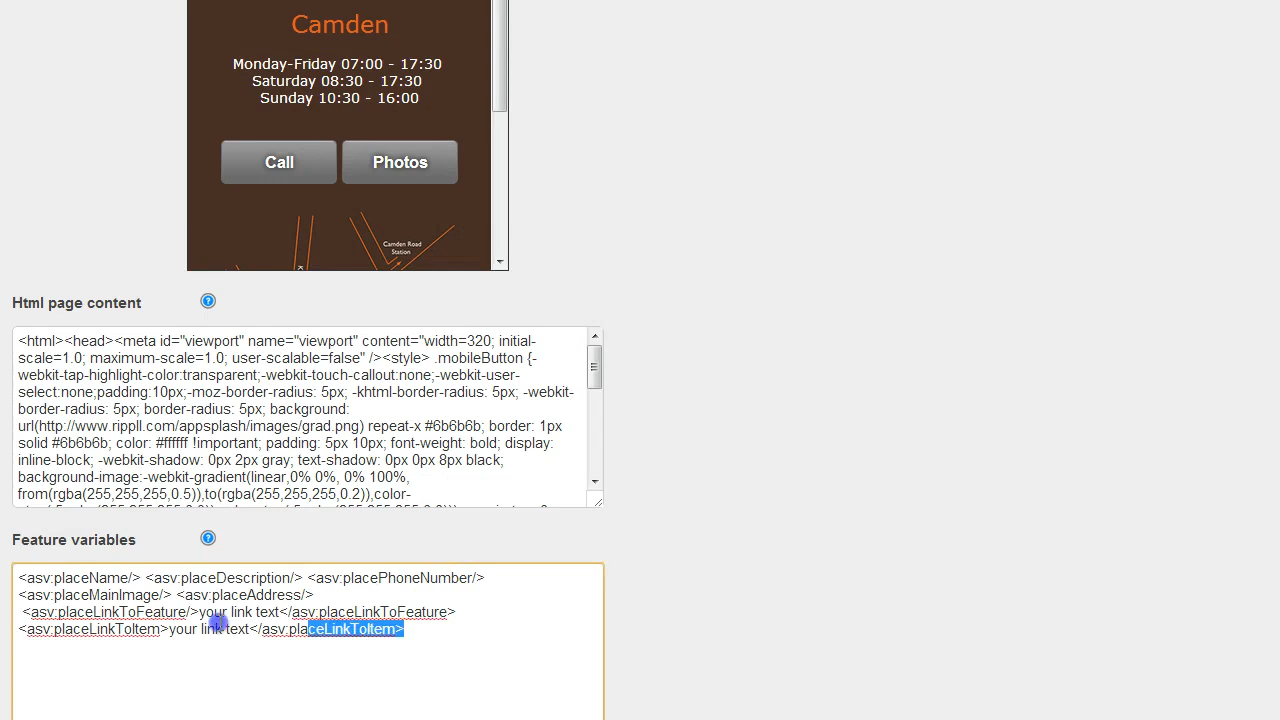 Camden
Monday-Friday 07:00 - 17:30
Saturday 08:30 - 17:30
Sunday 10:30 - 16:00
Call Photos
Camden Road
Station
Html page content
<html><head><meta id="viewport" name="viewport" content="width=320; initial-
scale=1.0; maximum-scale=1.0; user-scalable=false" /><style> .mobileButton {-
webkit-tap-highlight-color:transparent;-webkit-touch-callout:none;-webkit-user-
select:none;padding:10px;-moz-border-radius: 5px; -khtml-border-radius: 5px; -webkit-
border-radius: 5px; border-radius: 5px; background:
url(http://www.rippll.com/appsplash/images/grad.png) repeat-x #6b6b6b; border: 1px
solid #6b6b6b; color: #ffffff !important; padding: 5px 10px; font-weight: bold; display:
inline-block; -webkit-shadow: 0px 2px gray; text-shadow: 0px 0px 8px black;
background-image:-webkit-gradient(linear,0% 0%, 0% 100%,
from(rgba(255,255,255,0.5)),to(rgba(255,255,255,0.2)),color-
Feature variables
<asv:placeName/> <asv:placeDescription/> <asv:placePhoneNumber/>
<asv:placeMainImage/> <asv:placeAddress/>
<asv:placeLinkToFeature/>your link text</asv:placeLinkToFeature>
<asv:placeLinkToItem>your link text</asv:placeLinkToItem>